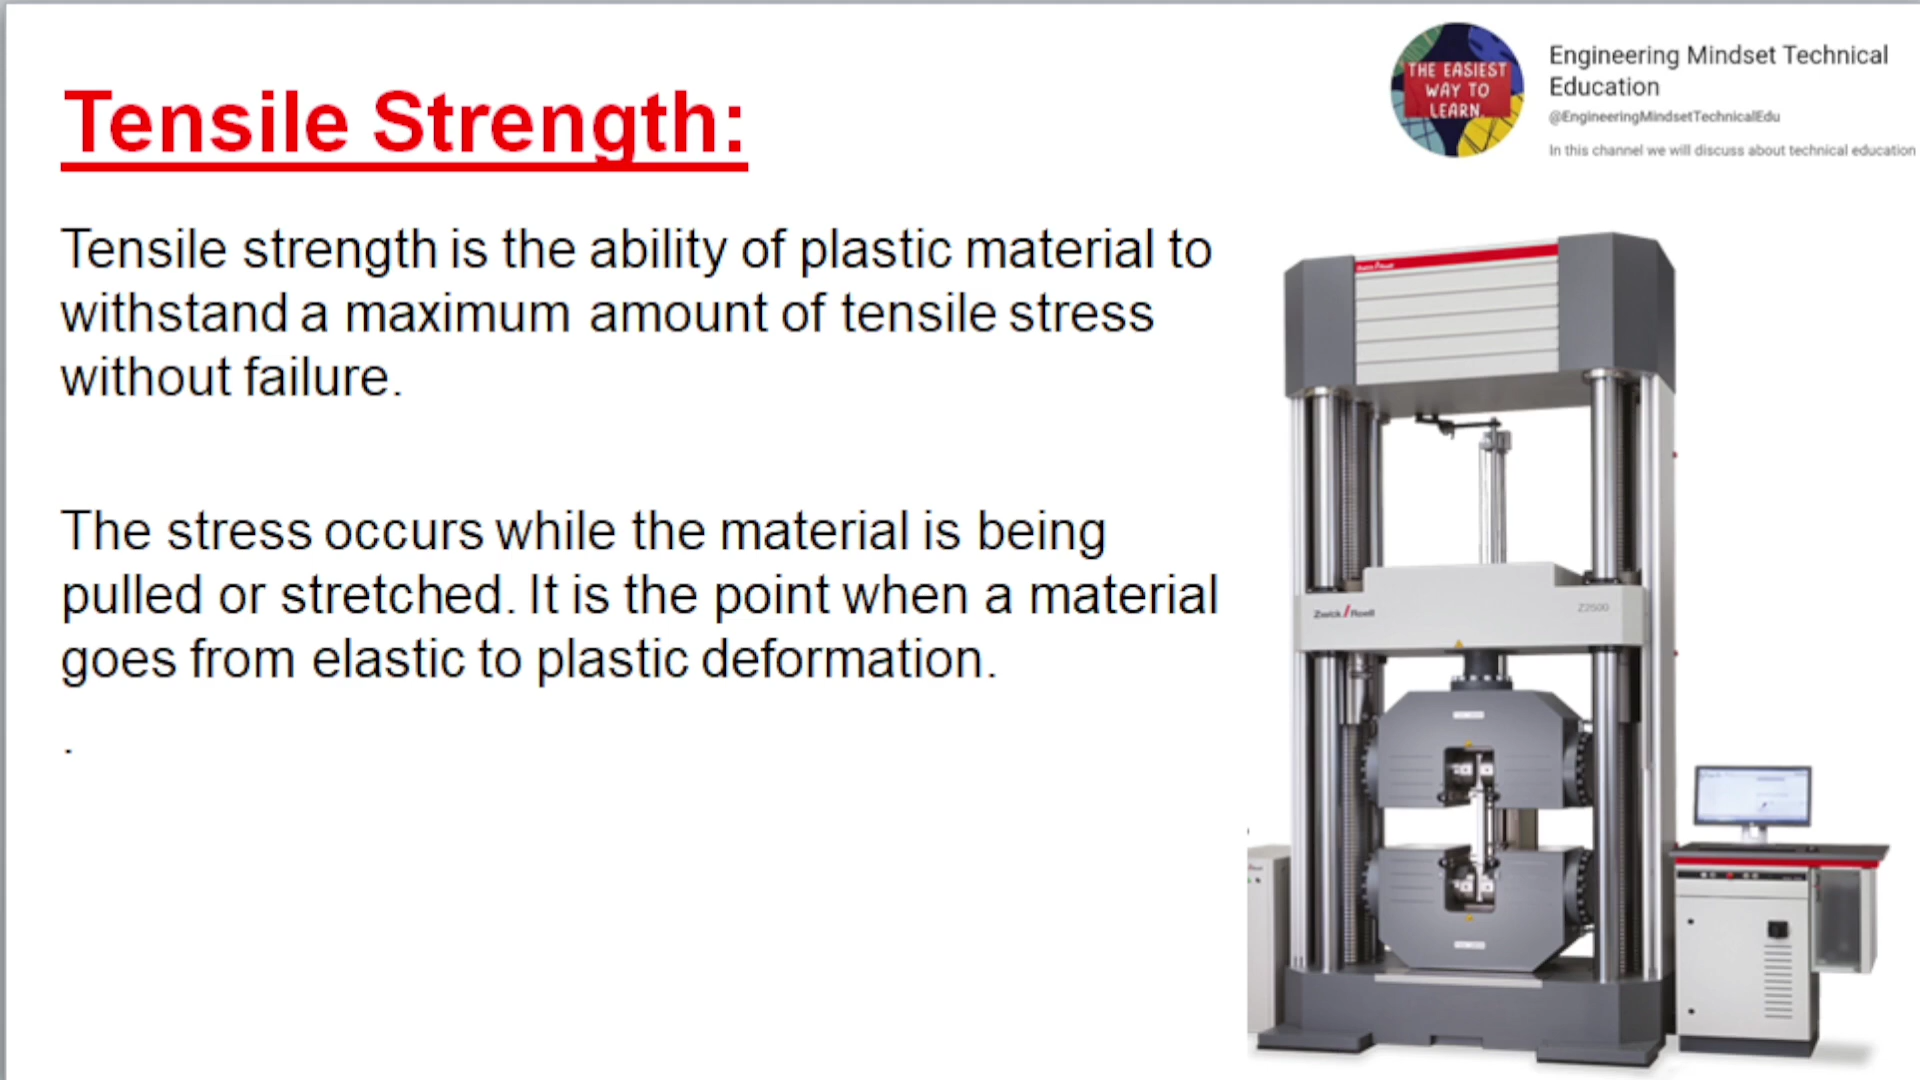 Tensile Strength:
THE EASIEST
WAY TO
LEARN.
Engineering Mindset Technical
Education
@EngineeringMindsetTechnicalEdu
In this channel we will discuss about technical education
Tensile strength is the ability of plastic material to
withstand a maximum amount of tensile stress
without failure.
The stress occurs while the material is being
pulled or stretched. It is the point when a material
goes from elastic to plastic deformation.
.
Zwick / Roell
Z2500